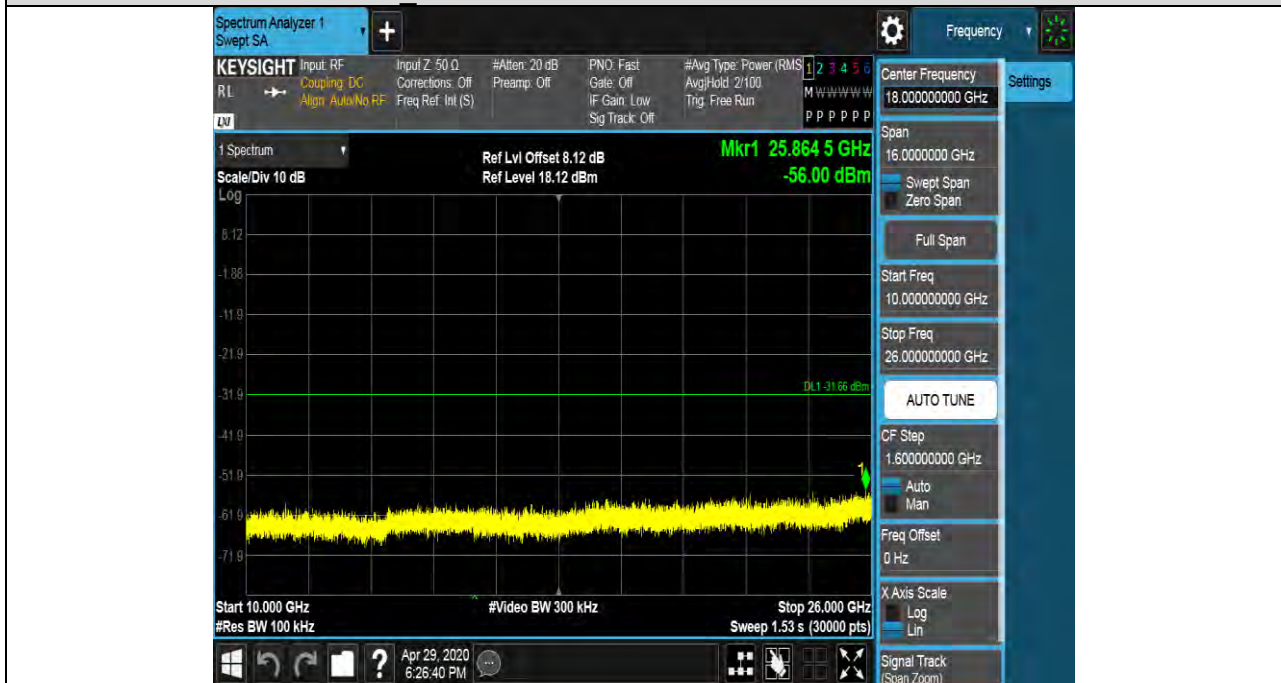 Spectrum Analyzer 1
Swept SA
+
Frequency
KEYSIGHT
RL
Input: RF
Coupling: DC
Align: Auto/No RF
Input Z: 50 Ω
Corrections: Off
Freq Ref: Int (S)
#Atten: 20 dB
Preamp: Off
PNO: Fast
Gate: Off
IF Gain: Low
Sig Track: Off
#Avg Type: Power (RMS
Avg|Hold: 2/100
Trig: Free Run
1 2 3 4 5 6
M W W W W W
P P P P P P
LXI
1 Spectrum
Scale/Div 10 dB
Log
Ref Lvl Offset 8.12 dB
Ref Level 18.12 dBm
Mkr1 25.864 5 GHz
-56.00 dBm
8.12
-1.88
-11.9
-21.9
DL1 -31.66 dBm
-31.9
-41.9
-51.9
1
-61.9
-71.9
Start 10.000 GHz
#Res BW 100 kHz
#Video BW 300 kHz
Stop 26.000 GHz
Sweep 1.53 s (30000 pts)
?
Apr 29, 2020
6:26:40 PM
Center Frequency
18.000000000 GHz
Settings
Span
16.0000000 GHz
Swept Span
Zero Span
Full Span
Start Freq
10.000000000 GHz
Stop Freq
26.000000000 GHz
AUTO TUNE
CF Step
1.600000000 GHz
Auto
Man
Freq Offset
0 Hz
X Axis Scale
Log
Lin
Signal Track
(Span Zoom)